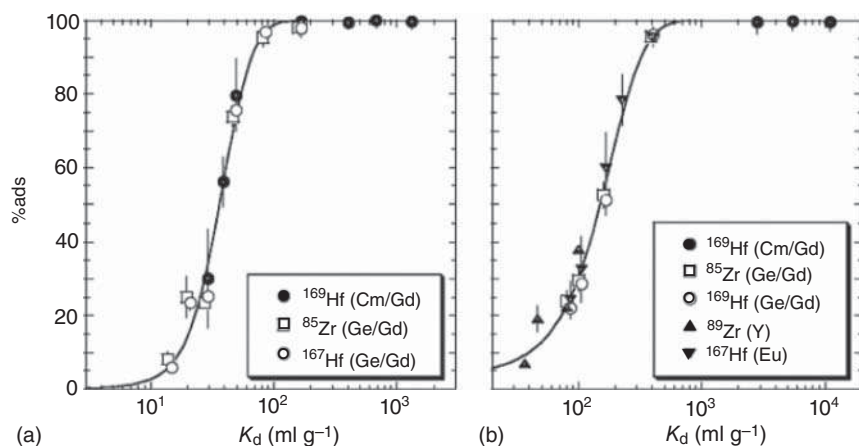 %ads
100
80
60
40
20
0
¹⁶⁹Hf (Cm/Gd)
⁸⁵Zr (Ge/Gd)
¹⁶⁷Hf (Ge/Gd)
10¹
10²
10³
(a)
K_d (ml g⁻¹)
¹⁶⁹Hf (Cm/Gd)
⁸⁵Zr (Ge/Gd)
¹⁶⁹Hf (Ge/Gd)
⁸⁹Zr (Y)
¹⁶⁷Hf (Eu)
10²
10³
10⁴
(b)
K_d (ml g⁻¹)